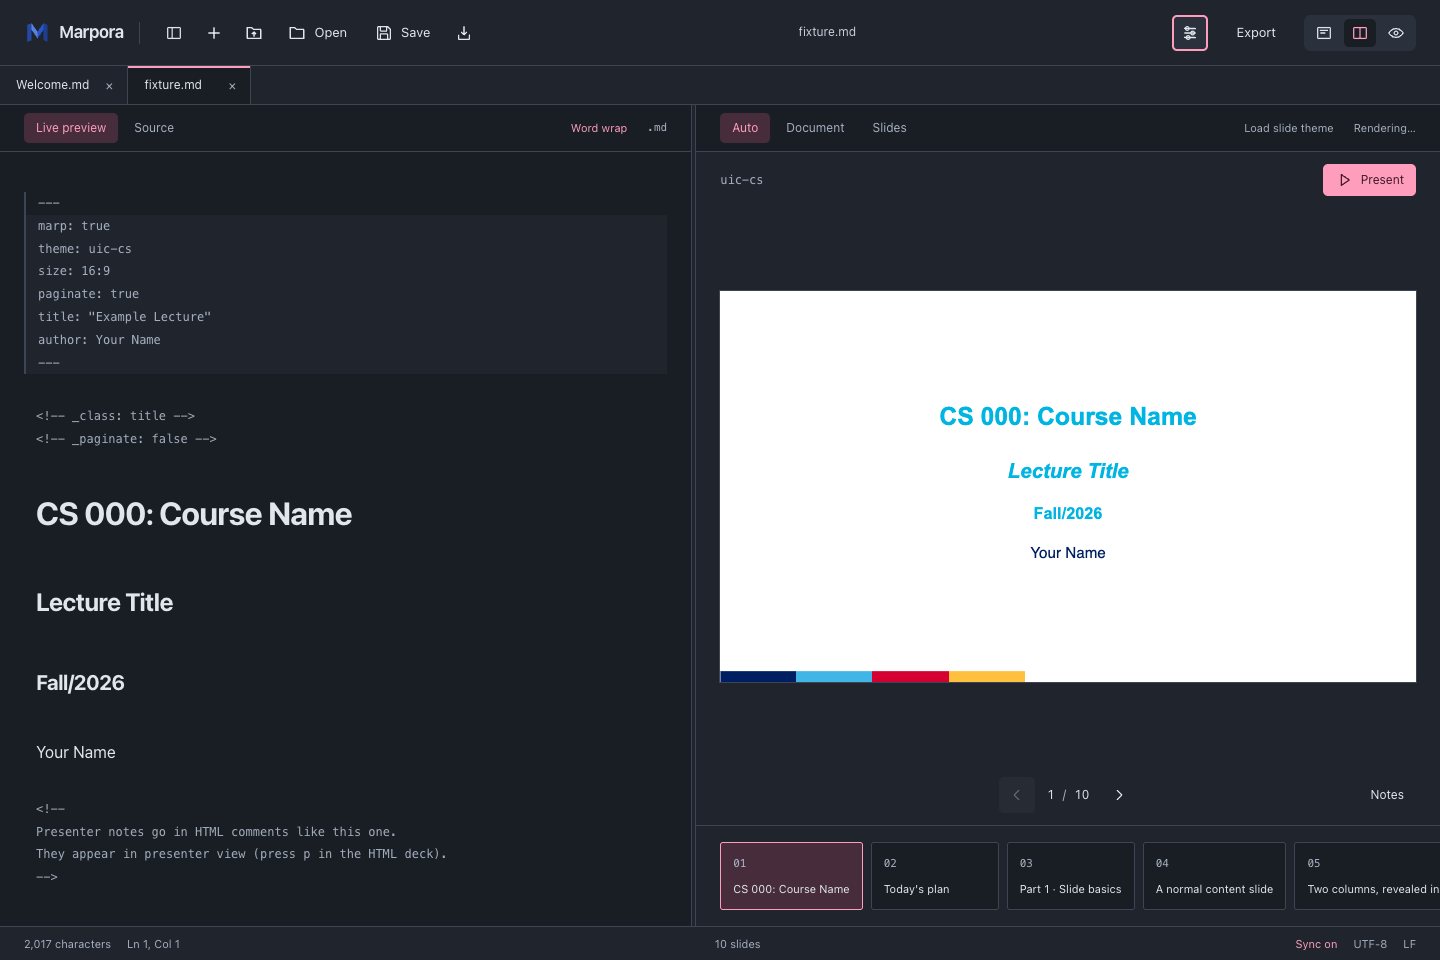 Marpora
Open
Save
fixture.md
Export
Welcome.md ×
fixture.md ×
Live preview
Source
Word wrap
.md
Auto
Document
Slides
Load slide theme
Rendering…
---
marp: true
theme: uic-cs
size: 16:9
paginate: true
title: "Example Lecture"
author: Your Name
---
<!-- _class: title -->
<!-- _paginate: false -->
CS 000: Course Name
Lecture Title
Fall/2026
Your Name
<!--
Presenter notes go in HTML comments like this one.
They appear in presenter view (press p in the HTML deck).
-->
uic-cs
Present
CS 000: Course Name
Lecture Title
Fall/2026
Your Name
1 / 10
Notes
01
CS 000: Course Name
02
Today's plan
03
Part 1 · Slide basics
04
A normal content slide
05
Two columns, revealed in
2,017 characters
Ln 1, Col 1
10 slides
Sync on
UTF-8
LF